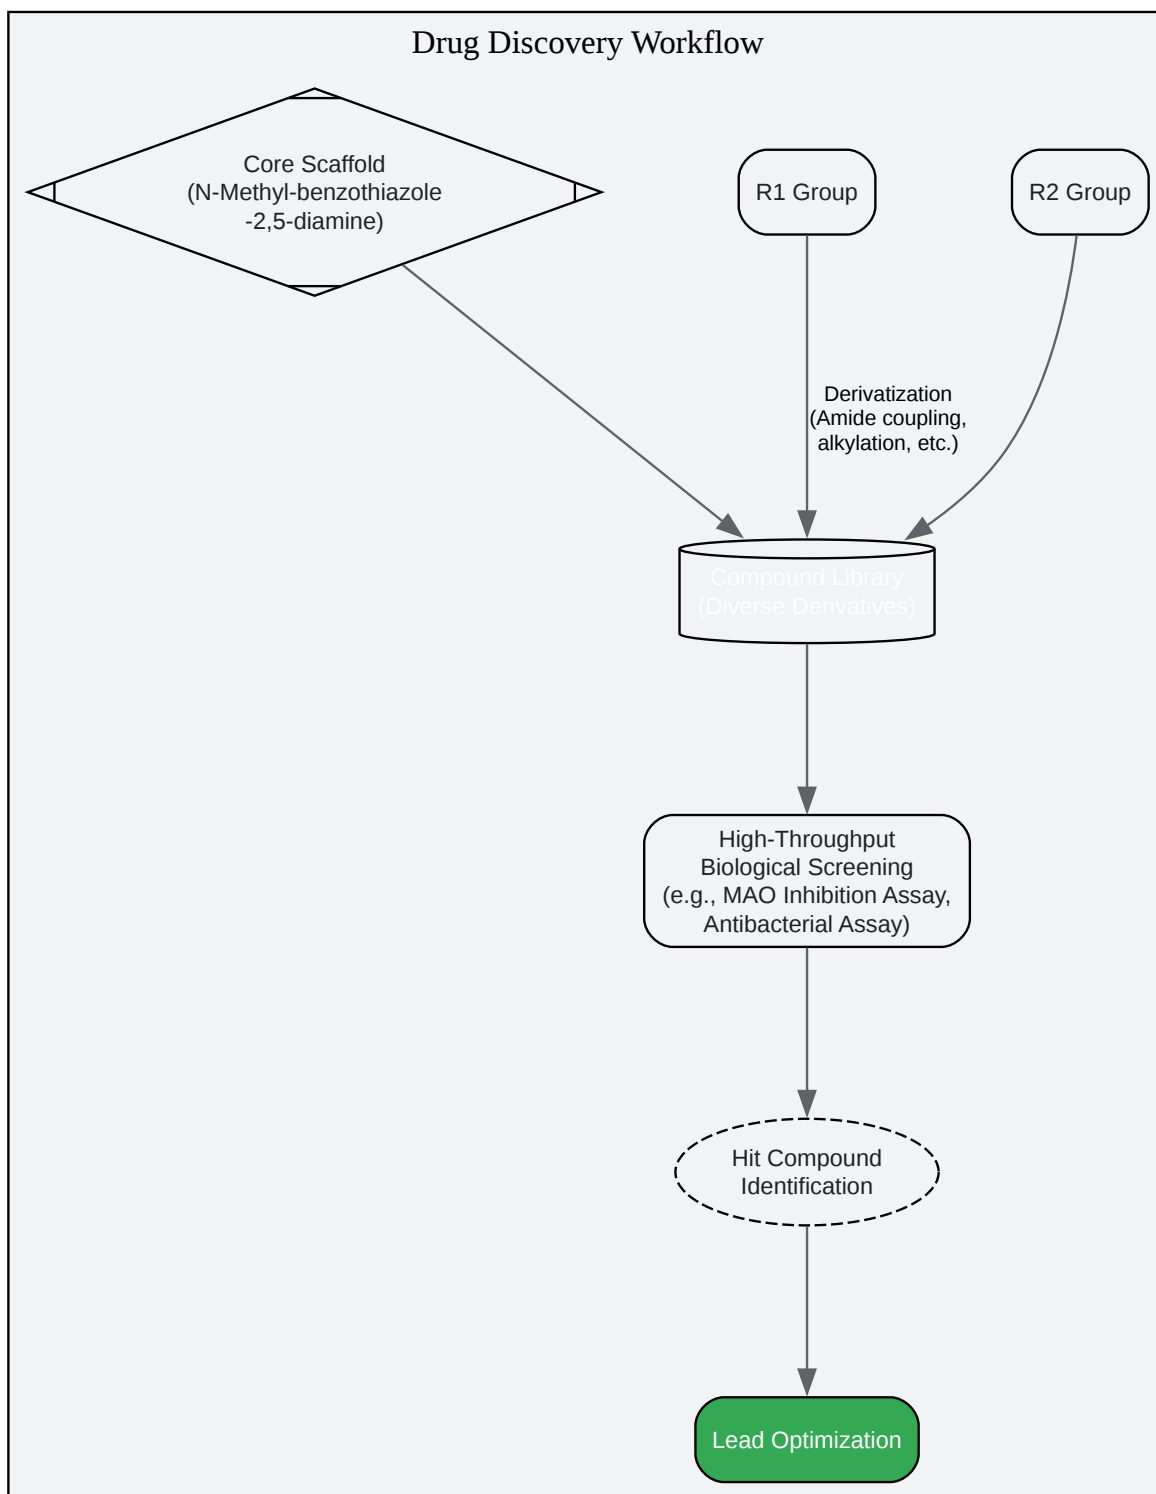 Drug Discovery Workflow
Core Scaffold
(N-Methyl-benzothiazole
-2,5-diamine)
R1 Group
R2 Group
Derivatization
(Amide coupling,
alkylation, etc.)
Compound Library
(Diverse Derivatives)
High-Throughput
Biological Screening
(e.g., MAO Inhibition Assay,
Antibacterial Assay)
Hit Compound
Identification
Lead Optimization